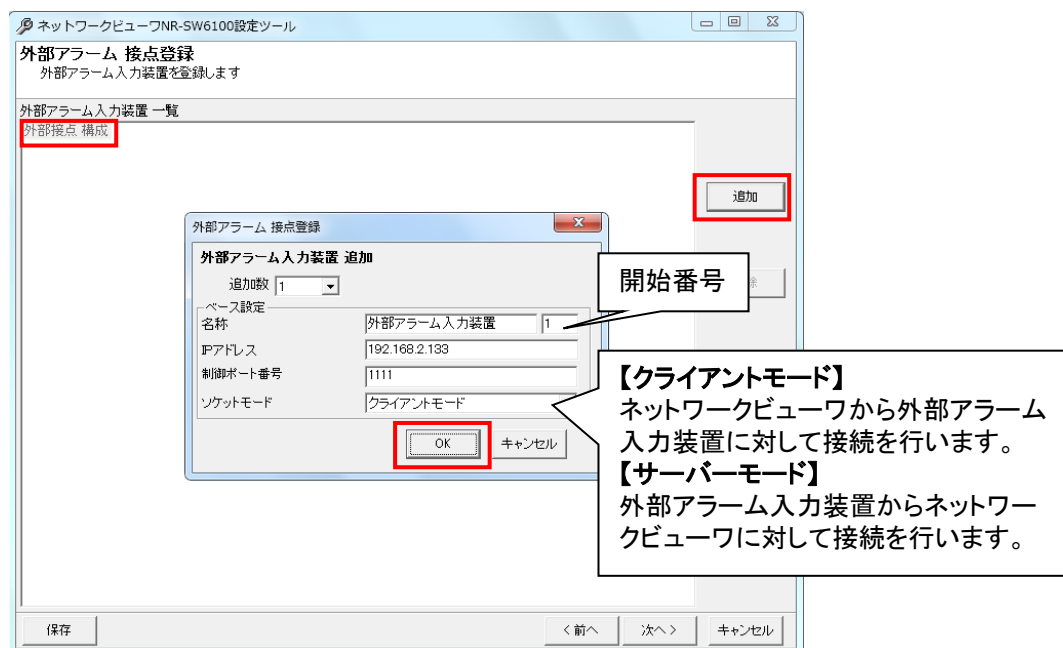 ネットワークビューワNR-SW6100設定ツール
外部アラーム 接点登録
外部アラーム入力装置を登録します
外部アラーム入力装置 一覧
外部接点 構成
追加
外部アラーム 接点登録
外部アラーム入力装置 追加
追加数 1
開始番号
ベース設定
名称 外部アラーム入力装置 1
IPアドレス 192.168.2.133
制御ポート番号 1111
ソケットモード クライアントモード
OK キャンセル
【クライアントモード】
ネットワークビューワから外部アラーム
入力装置に対して接続を行います。
【サーバーモード】
外部アラーム入力装置からネットワー
クビューワに対して接続を行います。
保存 <前へ 次へ> キャンセル